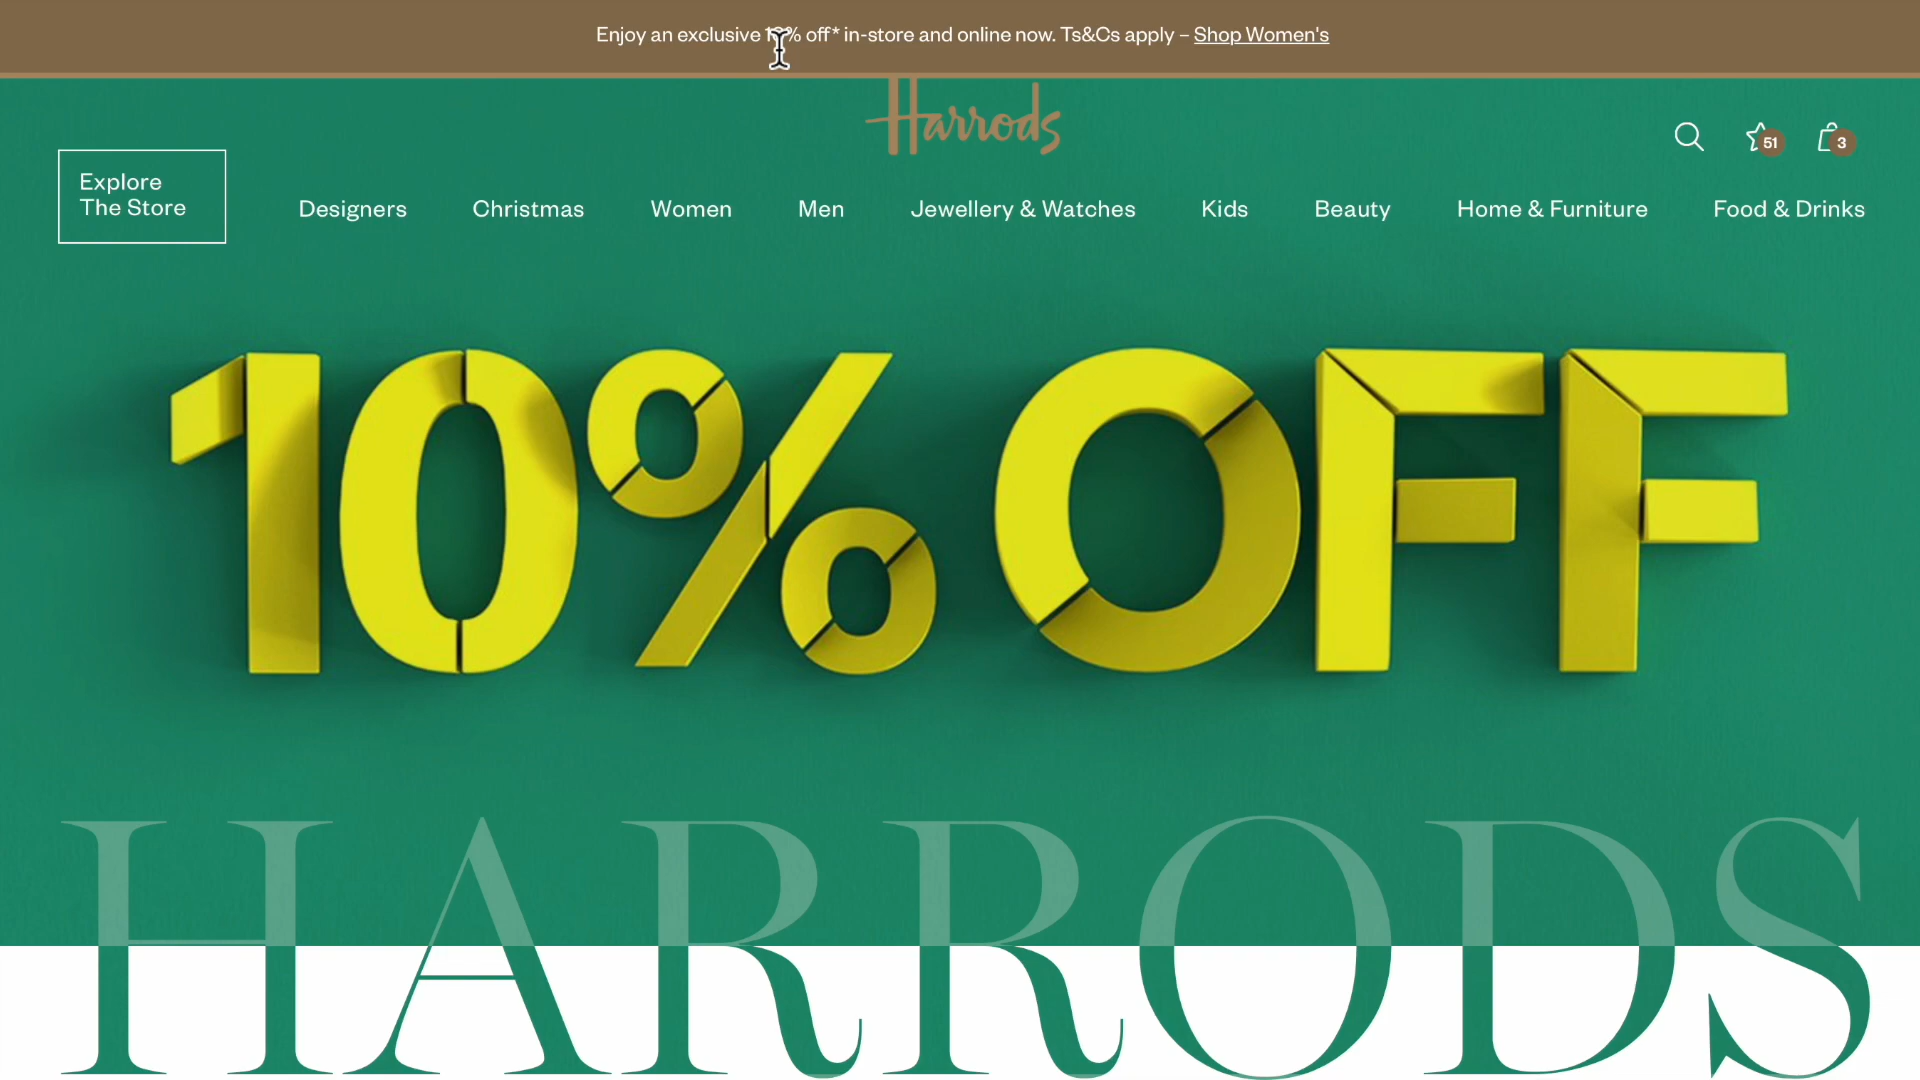 Enjoy an exclusive 10% off* in-store and online now. Ts&Cs apply – Shop Women's
Harrods
51
3
Explore
The Store
Designers
Christmas
Women
Men
Jewellery & Watches
Kids
Beauty
Home & Furniture
Food & Drinks
10% OFF
HARRODS